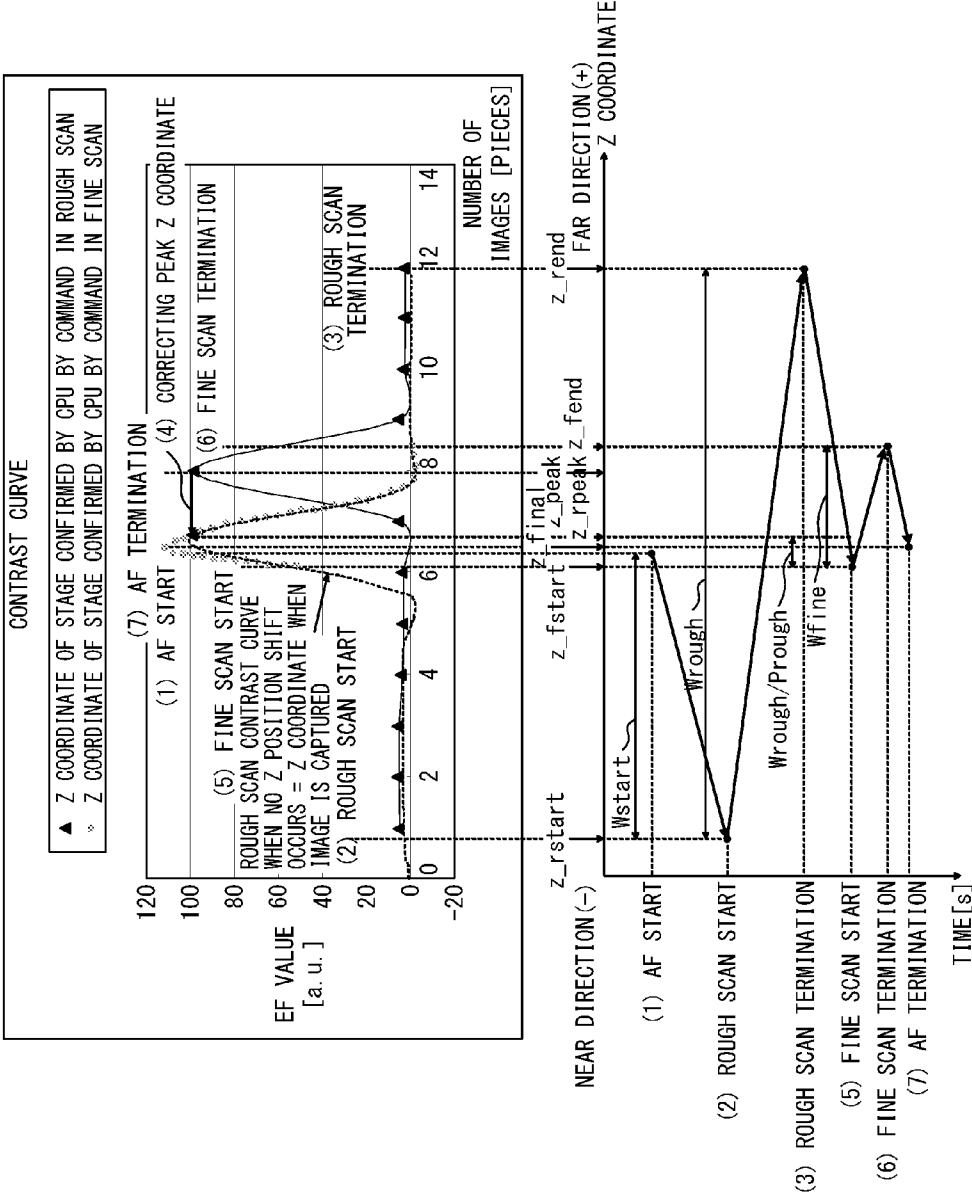 CONTRAST CURVE
▲ Z COORDINATE OF STAGE CONFIRMED BY CPU BY COMMAND IN ROUGH SCAN
Z COORDINATE OF STAGE CONFIRMED BY CPU BY COMMAND IN FINE SCAN
(7) AF TERMINATION
(1) AF START
(4) CORRECTING PEAK Z COORDINATE
(6) FINE SCAN TERMINATION
(5) FINE SCAN START
ROUGH SCAN CONTRAST CURVE
WHEN NO Z POSITION SHIFT
OCCURS = Z COORDINATE WHEN
IMAGE IS CAPTURED
(2) ROUGH SCAN START
(3) ROUGH SCAN
TERMINATION
EF VALUE
[a.u.]
120
100
80
60
40
20
0
-20
0
2
4
6
8
10
12
14
NUMBER OF
IMAGES [PIECES]
z_rstart
z_fstart
z_final
z_peak
z_rpeak
z_fend
z_rend
NEAR DIRECTION(-)
FAR DIRECTION(+)
Z COORDINATE
Wstart
Wrough
Wrough/Prough
Wfine
(1) AF START
(2) ROUGH SCAN START
(3) ROUGH SCAN TERMINATION
(5) FINE SCAN START
(6) FINE SCAN TERMINATION
(7) AF TERMINATION
TIME[s]